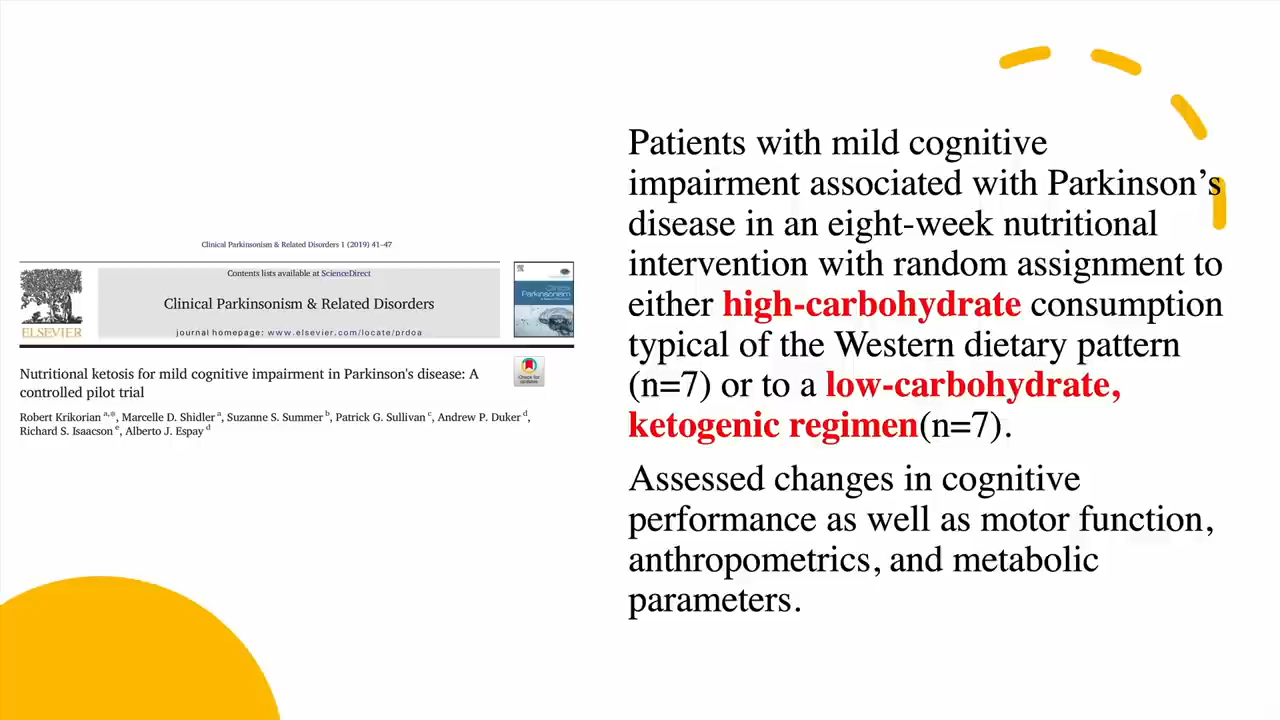 Clinical Parkinsonism & Related Disorders 1 (2019) 41–47
Contents lists available at ScienceDirect
Clinical Parkinsonism & Related Disorders
journal homepage: www.elsevier.com/locate/prdoa
ELSEVIER
Clinical
Parkinsonism
Check for
updates
Nutritional ketosis for mild cognitive impairment in Parkinson's disease: A
controlled pilot trial
Robert Krikorian a,*, Marcelle D. Shidler a, Suzanne S. Summer b, Patrick G. Sullivan c, Andrew P. Duker d,
Richard S. Isaacson e, Alberto J. Espay d
Patients with mild cognitive
impairment associated with Parkinson’s
disease in an eight-week nutritional
intervention with random assignment to
either high-carbohydrate consumption
typical of the Western dietary pattern
(n=7) or to a low-carbohydrate,
ketogenic regimen(n=7).
Assessed changes in cognitive
performance as well as motor function,
anthropometrics, and metabolic
parameters.